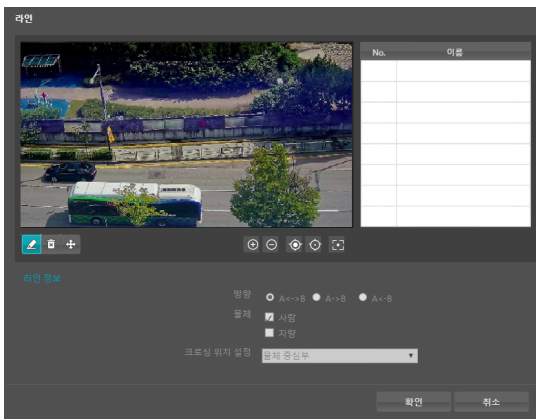 라인
No. 이름
라인 정보
방향 A<->B A->B A<-B
물체 사람
차량
크로싱 위치 설정 물체 중심부
확인 취소